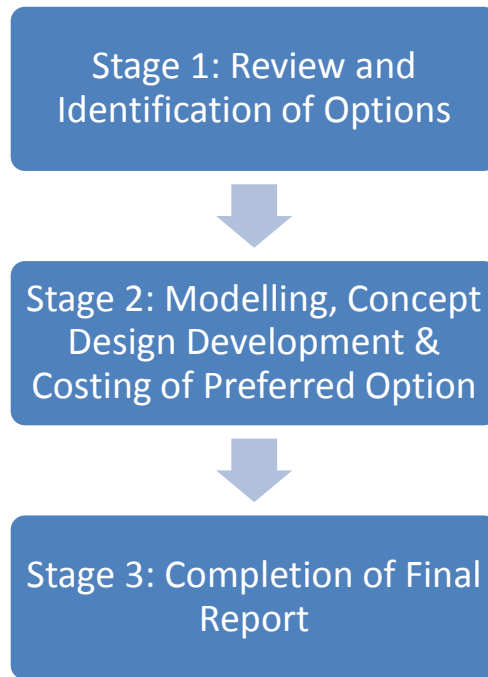 Stage 1: Review and
Identification of Options
Stage 2: Modelling, Concept
Design Development &
Costing of Preferred Option
Stage 3: Completion of Final
Report